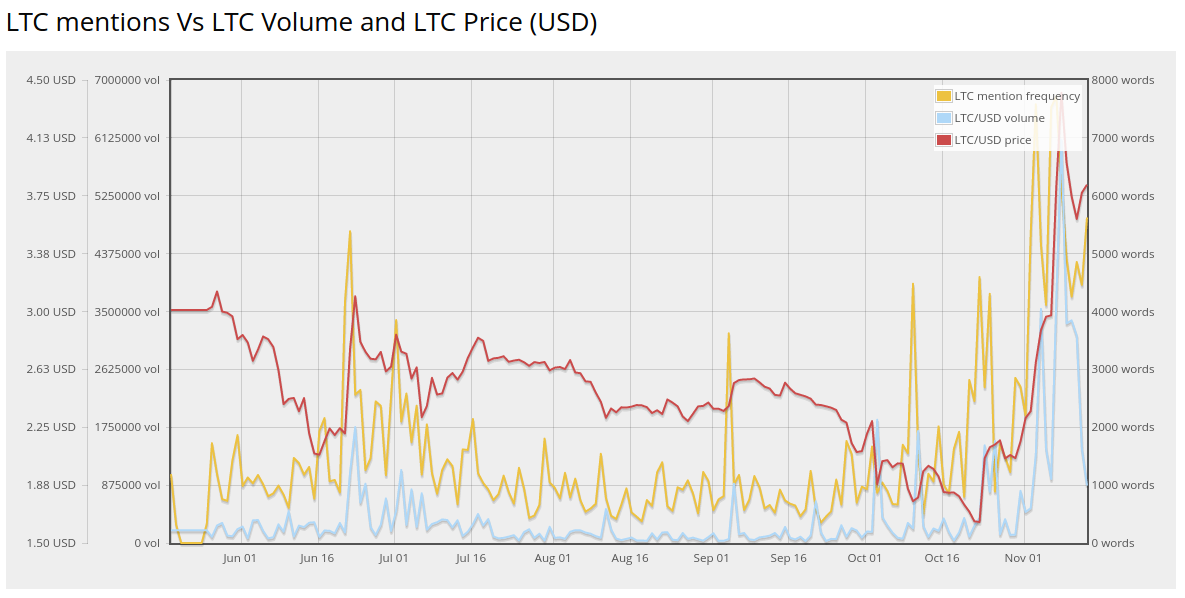 LTC mentions Vs LTC Volume and LTC Price (USD)
4.50 USD 7000000 vol 8000 words
LTC mention frequency
LTC/USD volume
4.13 USD 6125000 vol LTC/USD price 7000 words
3.75 USD 5250000 vol 6000 words
3.38 USD 4375000 vol 5000 words
3.00 USD 3500000 vol 4000 words
2.63 USD 2625000 vol 3000 words
2.25 USD 1750000 vol 2000 words
1.88 USD 875000 vol 1000 words
1.50 USD 0 vol 0 words
Jun 01 Jun 16 Jul 01 Jul 16 Aug 01 Aug 16 Sep 01 Sep 16 Oct 01 Oct 16 Nov 01